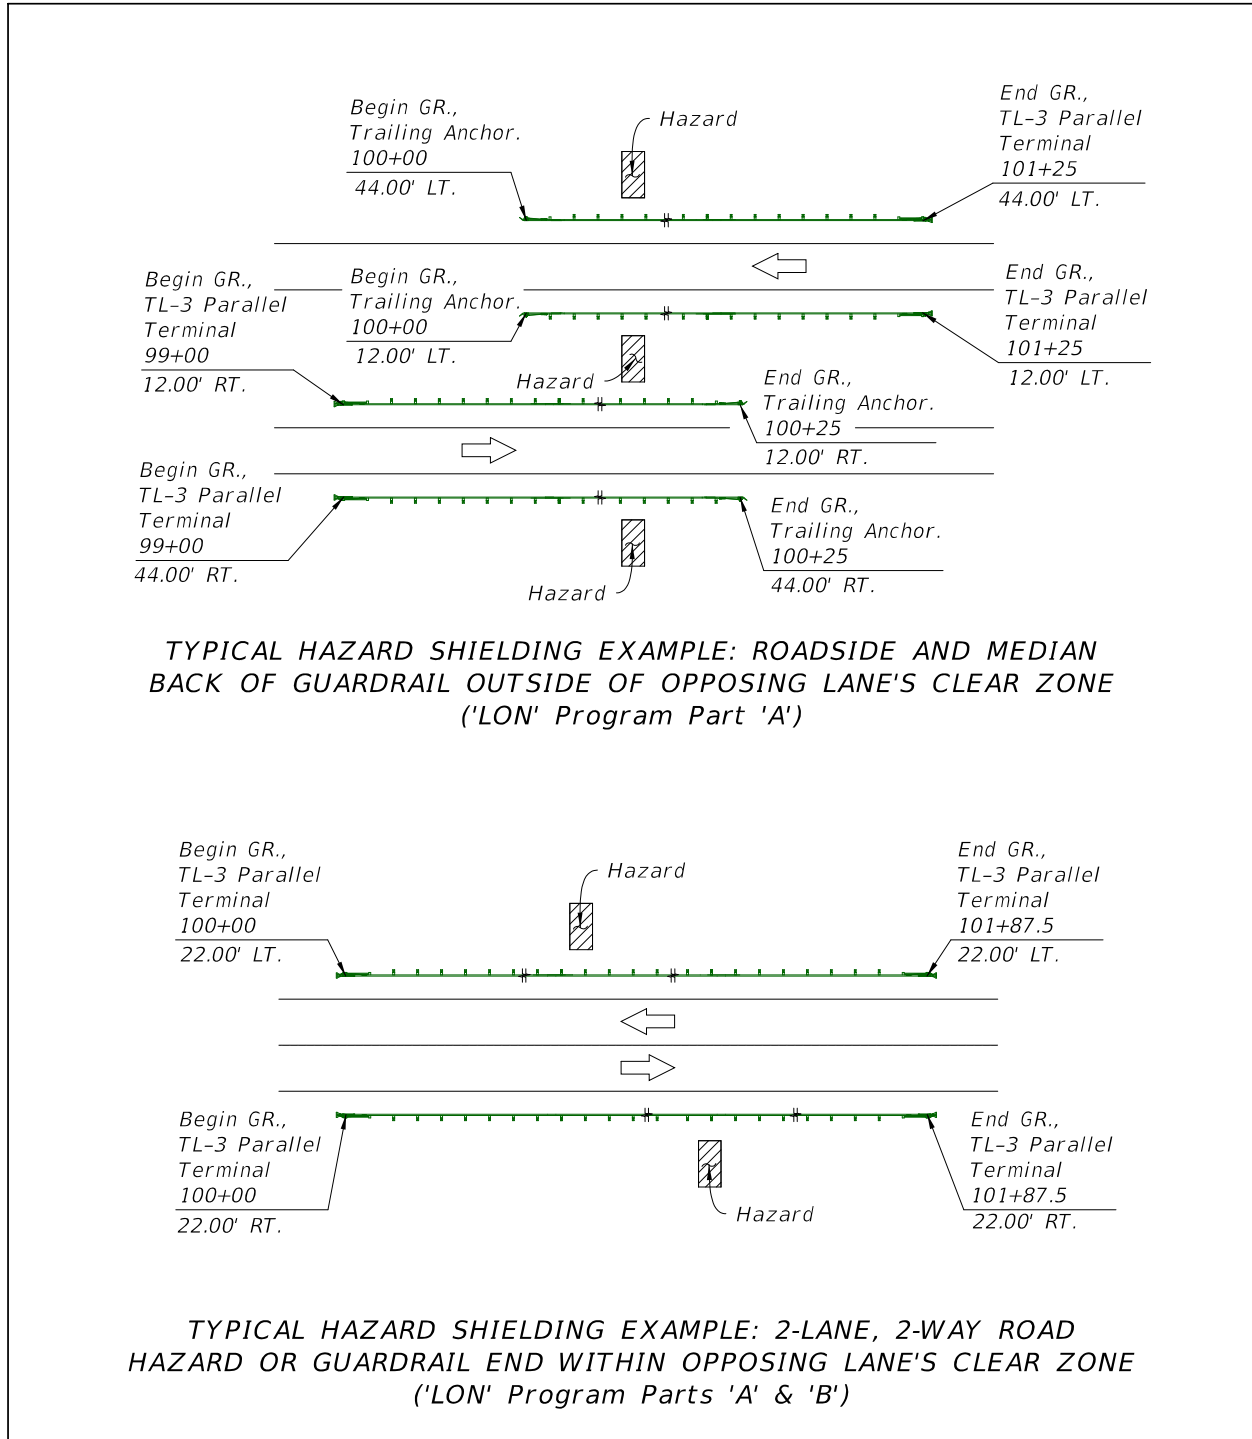 Begin GR.,
Trailing Anchor.
100+00
44.00' LT.
Hazard
End GR.,
TL-3 Parallel
Terminal
101+25
44.00' LT.
Begin GR.,
TL-3 Parallel
Terminal
99+00
12.00' RT.
Begin GR.,
Trailing Anchor.
100+00
12.00' LT.
End GR.,
TL-3 Parallel
Terminal
101+25
12.00' LT.
Hazard
End GR.,
Trailing Anchor.
100+25
12.00' RT.
Begin GR.,
TL-3 Parallel
Terminal
99+00
44.00' RT.
End GR.,
Trailing Anchor.
100+25
44.00' RT.
Hazard
TYPICAL HAZARD SHIELDING EXAMPLE: ROADSIDE AND MEDIAN
BACK OF GUARDRAIL OUTSIDE OF OPPOSING LANE'S CLEAR ZONE
('LON' Program Part 'A')
Begin GR.,
TL-3 Parallel
Terminal
100+00
22.00' LT.
Hazard
End GR.,
TL-3 Parallel
Terminal
101+87.5
22.00' LT.
Begin GR.,
TL-3 Parallel
Terminal
100+00
22.00' RT.
End GR.,
TL-3 Parallel
Terminal
101+87.5
22.00' RT.
Hazard
TYPICAL HAZARD SHIELDING EXAMPLE: 2-LANE, 2-WAY ROAD
HAZARD OR GUARDRAIL END WITHIN OPPOSING LANE'S CLEAR ZONE
('LON' Program Parts 'A' & 'B')